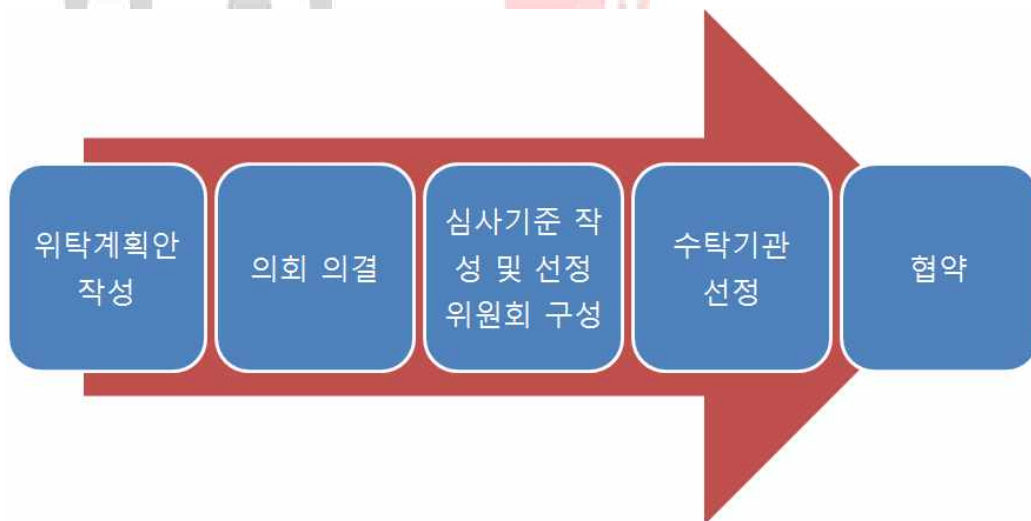 위탁계획안
작성
의회 의결
심사기준 작
성 및 선정
위원회 구성
수탁기관
선정
협약